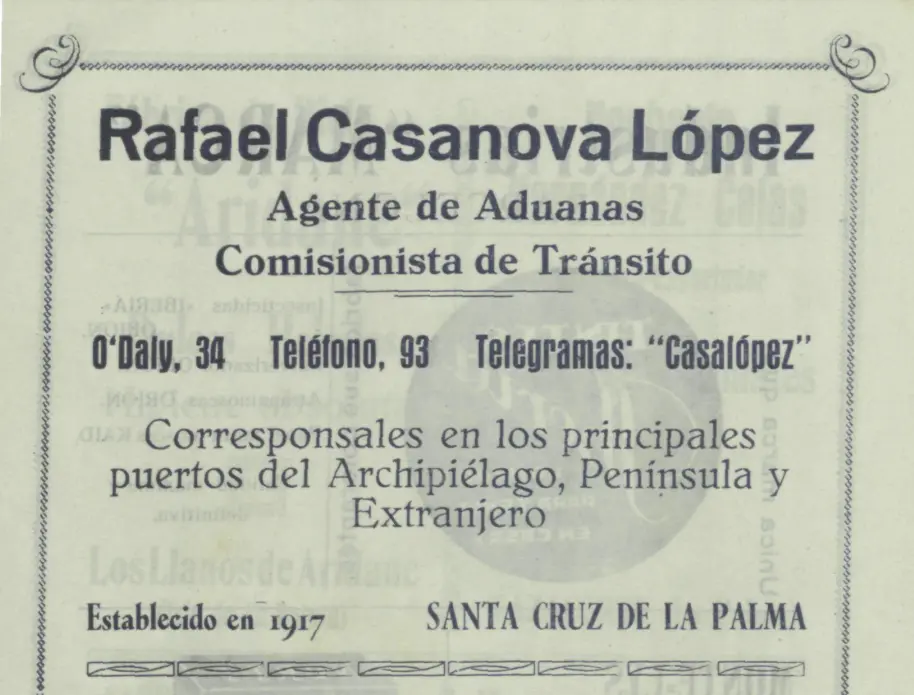 Rafael Casanova López
Agente de Aduanas
Comisionista de Tránsito
O'Daly, 34 Teléfono, 93 Telegramas: "Casalópez"
Corresponsales en los principales
puertos del Archipiélago, Península y
Extranjero
Establecido en 1917 SANTA CRUZ DE LA PALMA